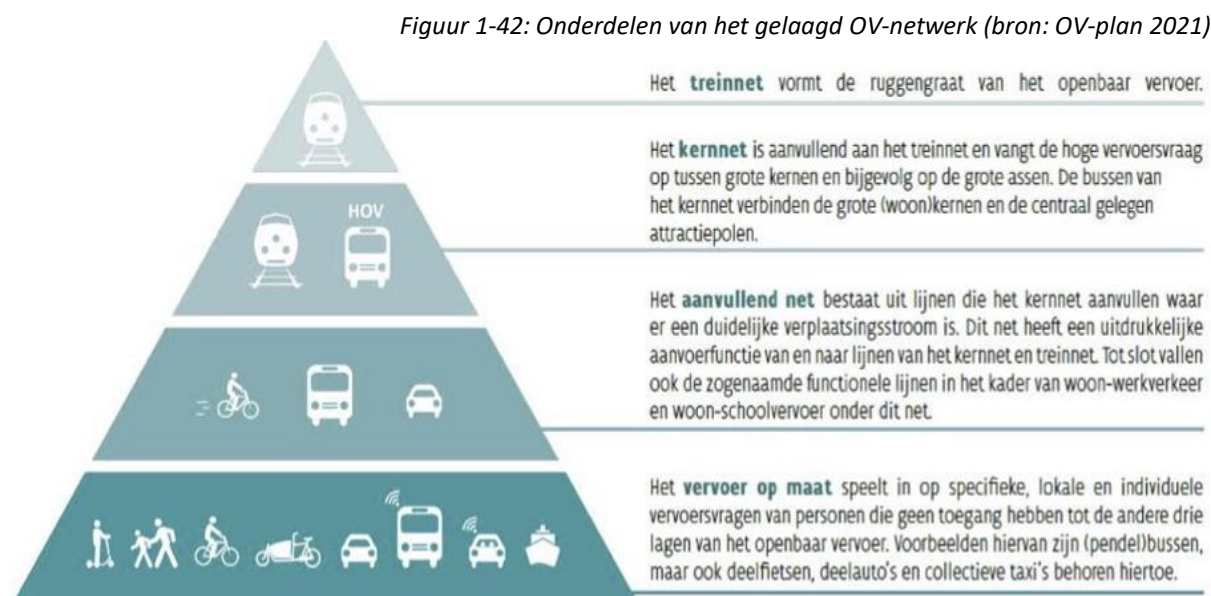 Figuur 1-42: Onderdelen van het gelaagd OV-netwerk (bron: OV-plan 2021)
Het treinnet vormt de ruggengraat van het openbaar vervoer.
Het kernnet is aanvullend aan het treinnet en vangt de hoge vervoersvraag
op tussen grote kernen en bijgevolg op de grote assen. De bussen van
het kernnet verbinden de grote (woon)kernen en de centraal gelegen
attractiepolen.
HOV
Het aanvullend net bestaat uit lijnen die het kernnet aanvullen waar
er een duidelijke verplaatsingsstroom is. Dit net heeft een uitdrukkelijke
aanvoerfunctie van en naar lijnen van het kernnet en treinnet. Tot slot vallen
ook de zogenaamde functionele lijnen in het kader van woon-werkverkeer
en woon-schoolvervoer onder dit net.
Het vervoer op maat speelt in op specifieke, lokale en individuele
vervoersvragen van personen die geen toegang hebben tot de andere drie
lagen van het openbaar vervoer. Voorbeelden hiervan zijn (pendel)bussen,
maar ook deelfietsen, deelauto's en collectieve taxi's behoren hiertoe.